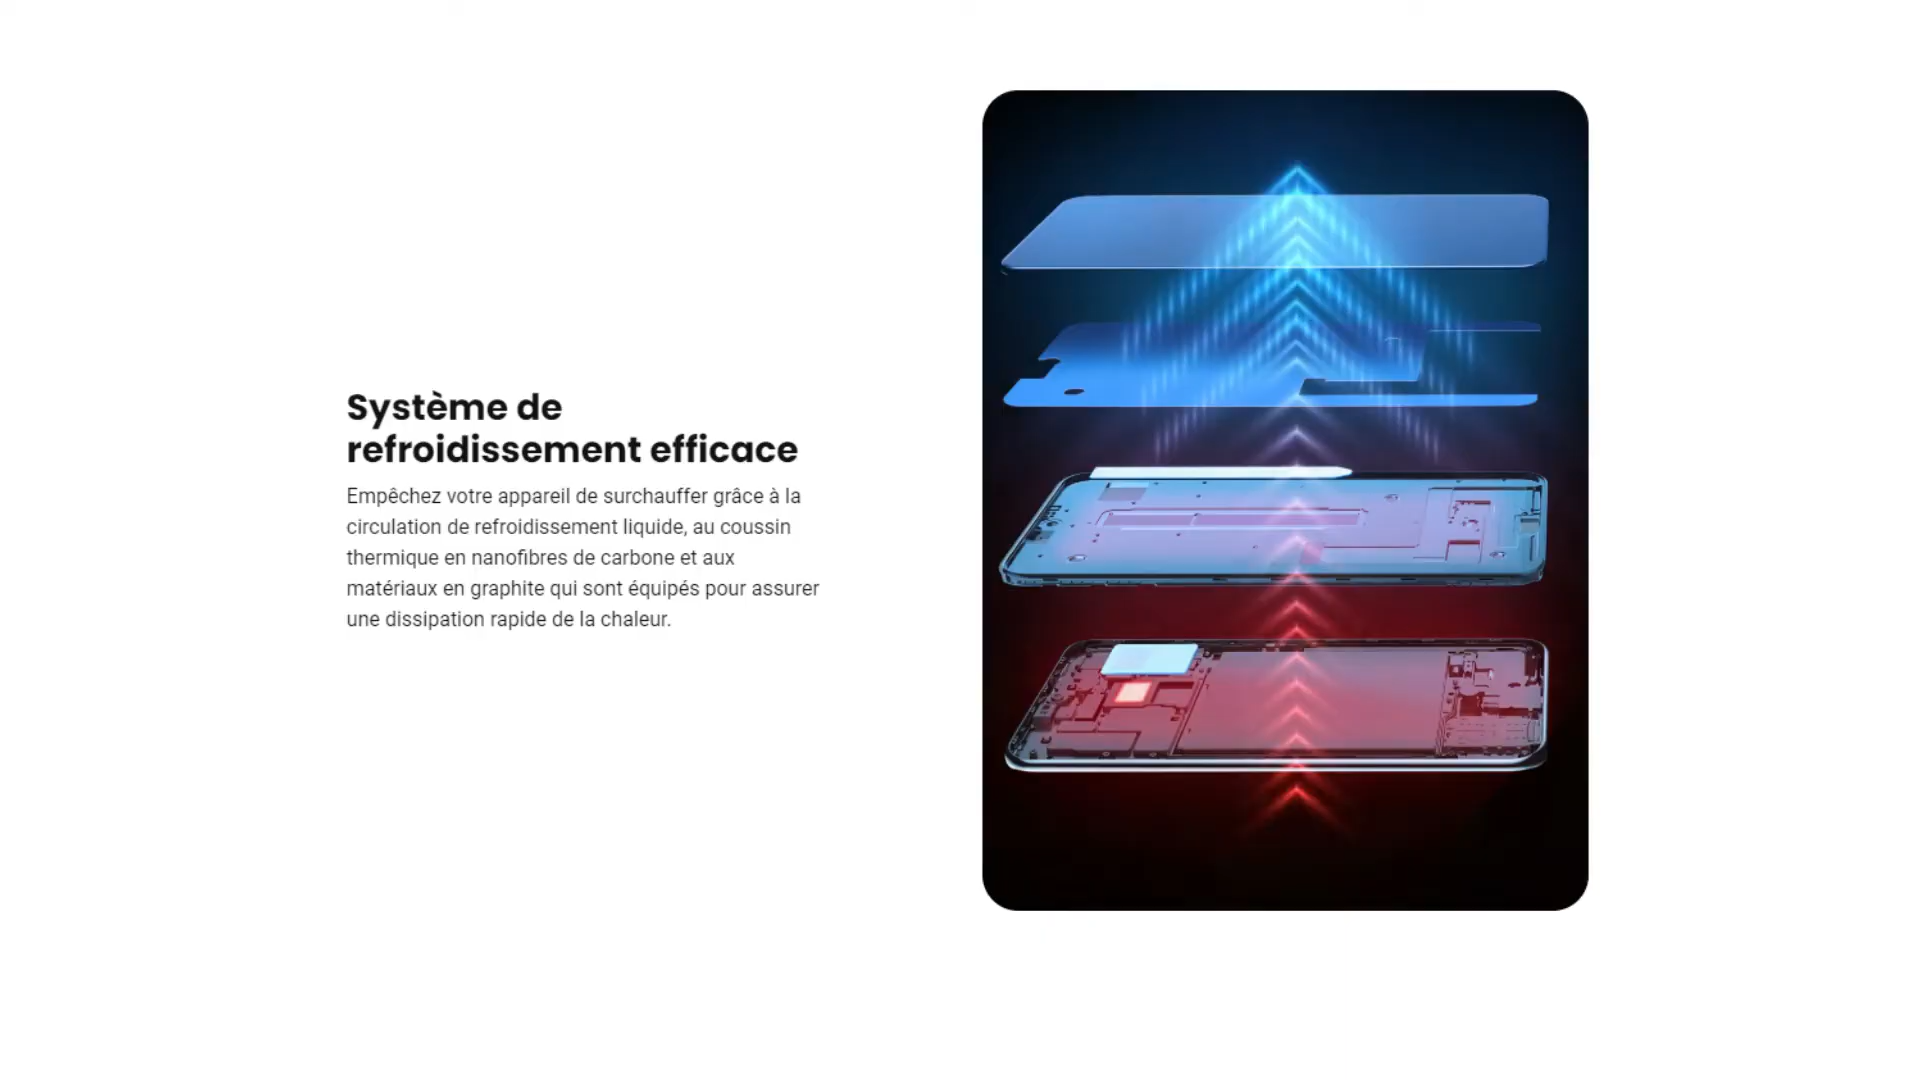 Système de
refroidissement efficace
Empêchez votre appareil de surchauffer grâce à la
circulation de refroidissement liquide, au coussin
thermique en nanofibres de carbone et aux
matériaux en graphite qui sont équipés pour assurer
une dissipation rapide de la chaleur.